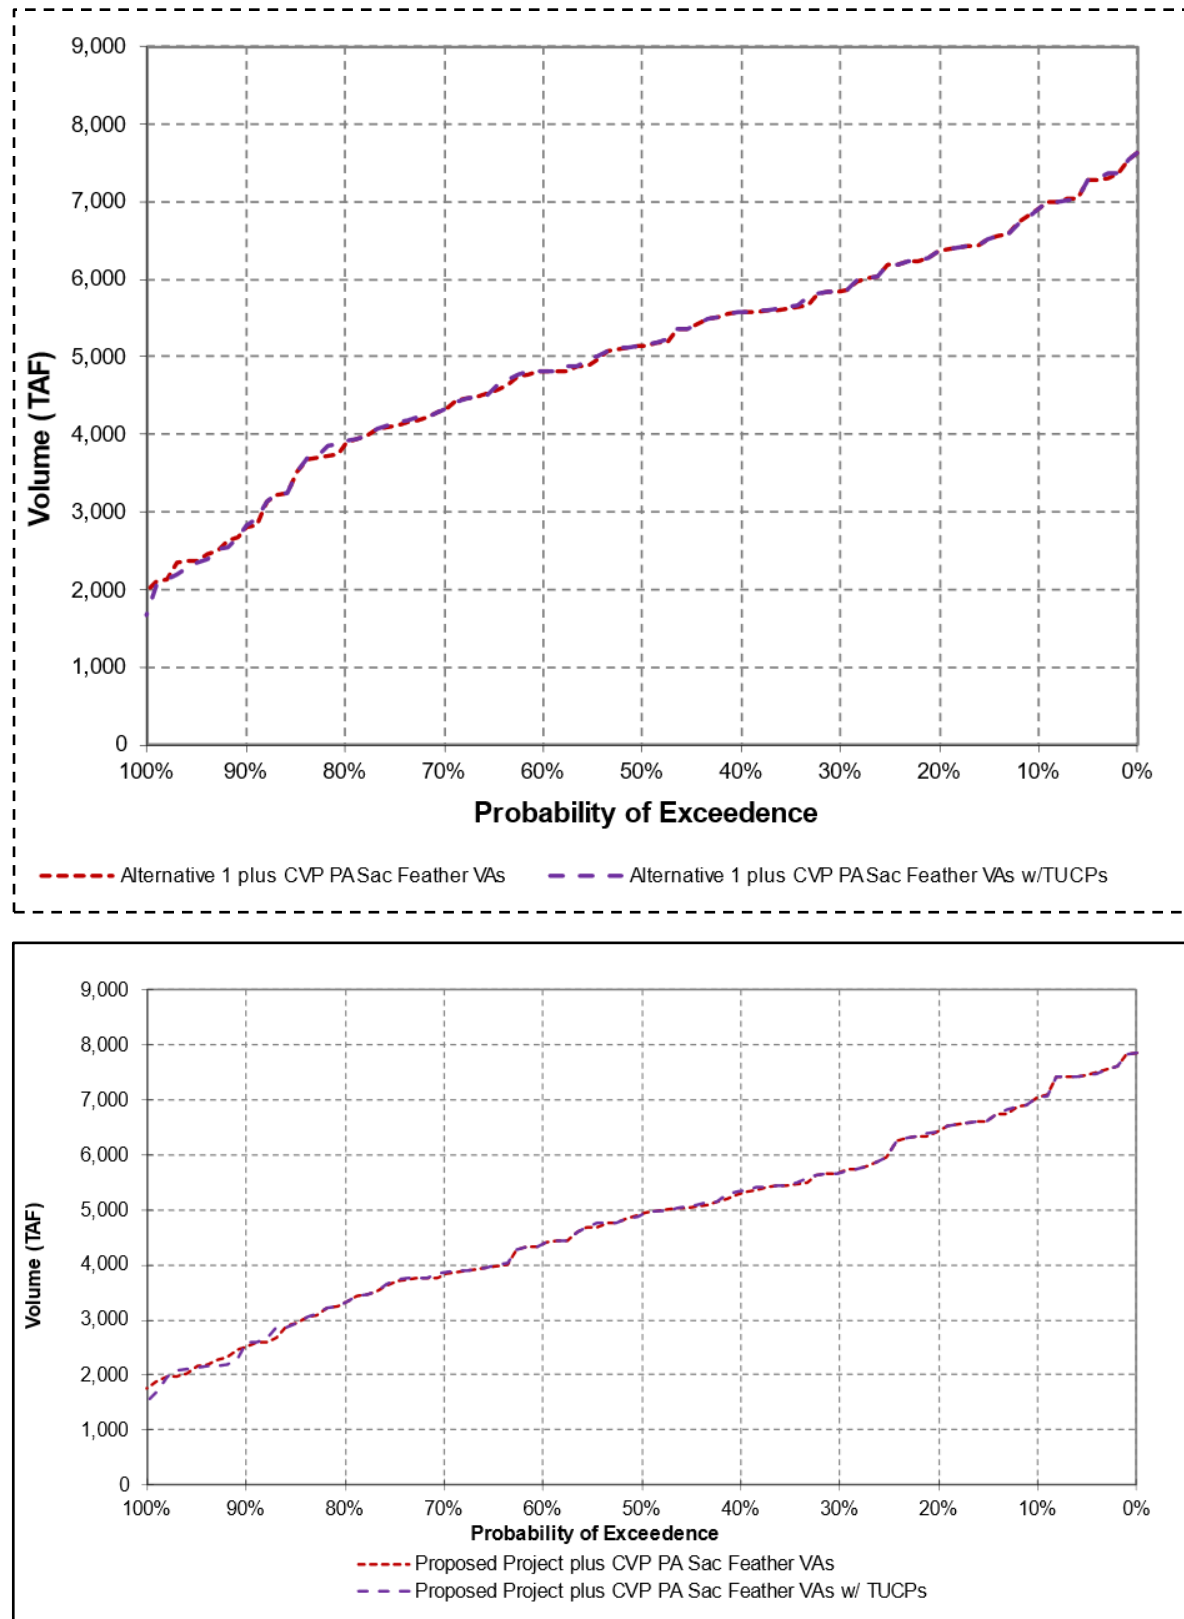 9,000
8,000
7,000
6,000
5,000
4,000
3,000
2,000
1,000
0
Volume (TAF)
100% 90% 80% 70% 60% 50% 40% 30% 20% 10% 0%
Probability of Exceedence
Alternative 1 plus CVP PA Sac Feather VAs Alternative 1 plus CVP PA Sac Feather VAs w/TUCPs
9,000
8,000
7,000
6,000
5,000
4,000
3,000
2,000
1,000
0
Volume (TAF)
100% 90% 80% 70% 60% 50% 40% 30% 20% 10% 0%
Probability of Exceedence
Proposed Project plus CVP PA Sac Feather VAs
Proposed Project plus CVP PA Sac Feather VAs w/ TUCPs